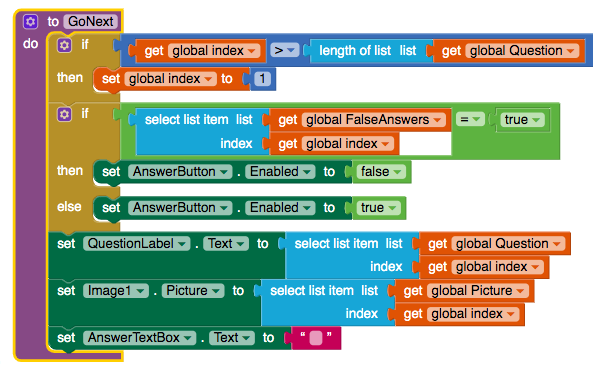 to GoNext
do if get global index > length of list list get global Question
then set global index to 1
if select list item list get global FalseAnswers = true
index get global index
then set AnswerButton . Enabled to false
else set AnswerButton . Enabled to true
set QuestionLabel . Text to select list item list get global Question
index get global index
set Image1 . Picture to select list item list get global Picture
index get global index
set AnswerTextBox . Text to “ ”